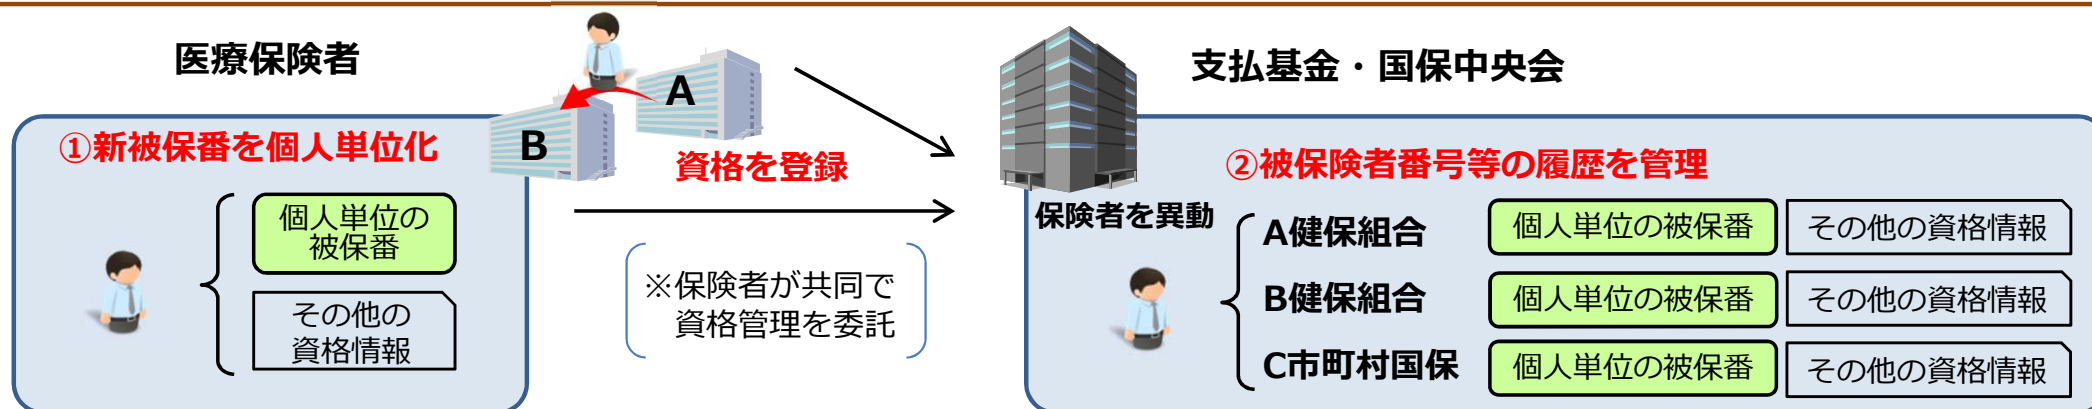 医療保険者
A
B
①新被保番を個人単位化
個人単位の
被保番
その他の
資格情報
資格を登録
※保険者が共同で
資格管理を委託
支払基金・国保中央会
②被保険者番号等の履歴を管理
保険者を異動
A健保組合 個人単位の被保番 その他の資格情報
B健保組合 個人単位の被保番 その他の資格情報
C市町村国保 個人単位の被保番 その他の資格情報